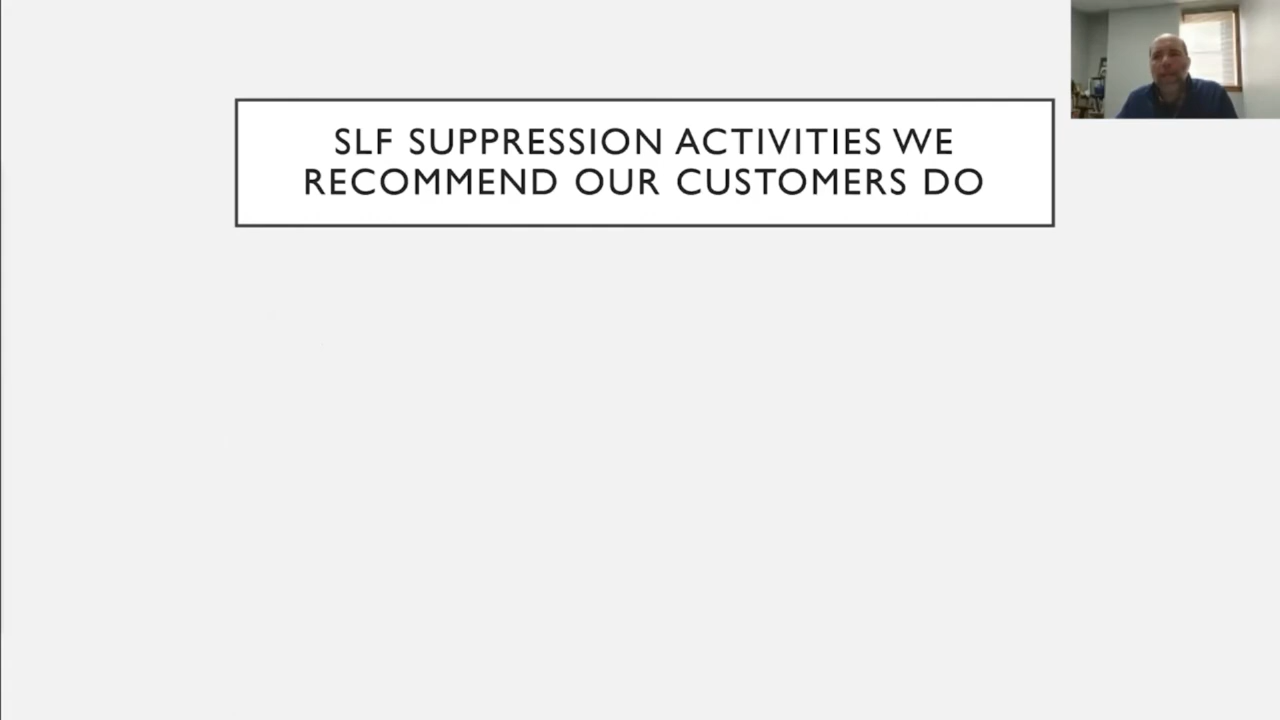 SLF SUPPRESSION ACTIVITIES WE
RECOMMEND OUR CUSTOMERS DO